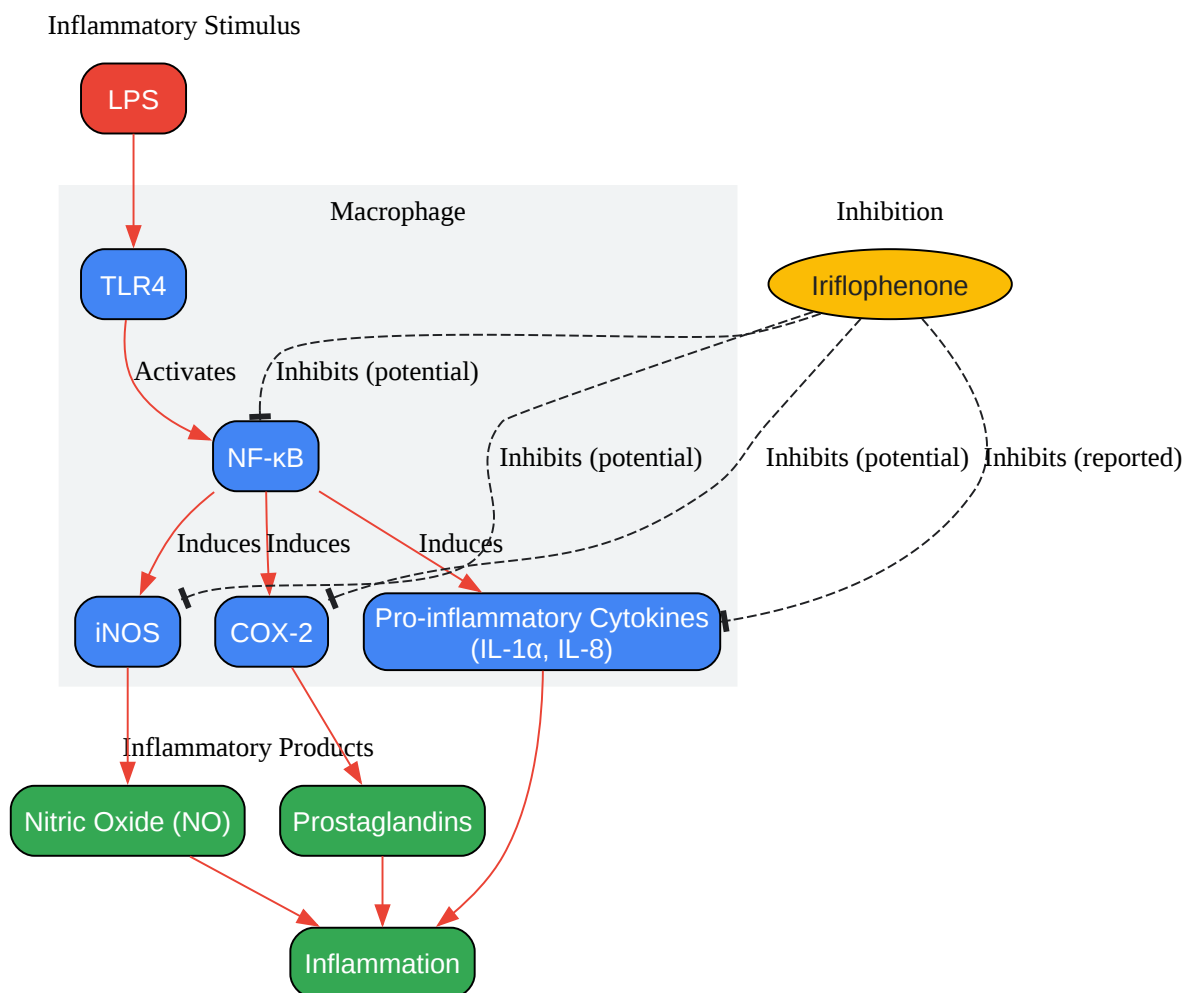 Inflammatory Stimulus
LPS
Macrophage
Inhibition
TLR4
Iriflophenone
Activates
Inhibits (potential)
NF-κB
Inhibits (potential)
Inhibits (potential)
Inhibits (reported)
Induces
Induces
Induces
iNOS
COX-2
Pro-inflammatory Cytokines
(IL-1α, IL-8)
Inflammatory Products
Nitric Oxide (NO)
Prostaglandins
Inflammation